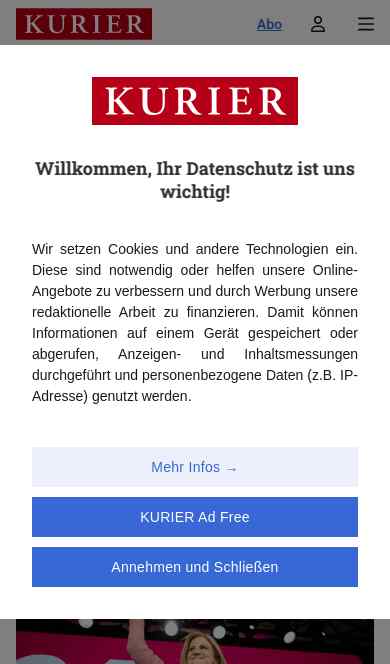 KURIER
Abo
KURIER
Willkommen, Ihr Datenschutz ist uns
wichtig!
Wir setzen Cookies und andere Technologien ein.
Diese sind notwendig oder helfen unsere Online-
Angebote zu verbessern und durch Werbung unsere
redaktionelle Arbeit zu finanzieren. Damit können
Informationen auf einem Gerät gespeichert oder
abgerufen, Anzeigen- und Inhaltsmessungen
durchgeführt und personenbezogene Daten (z.B. IP-
Adresse) genutzt werden.
Mehr Infos →
KURIER Ad Free
Annehmen und Schließen